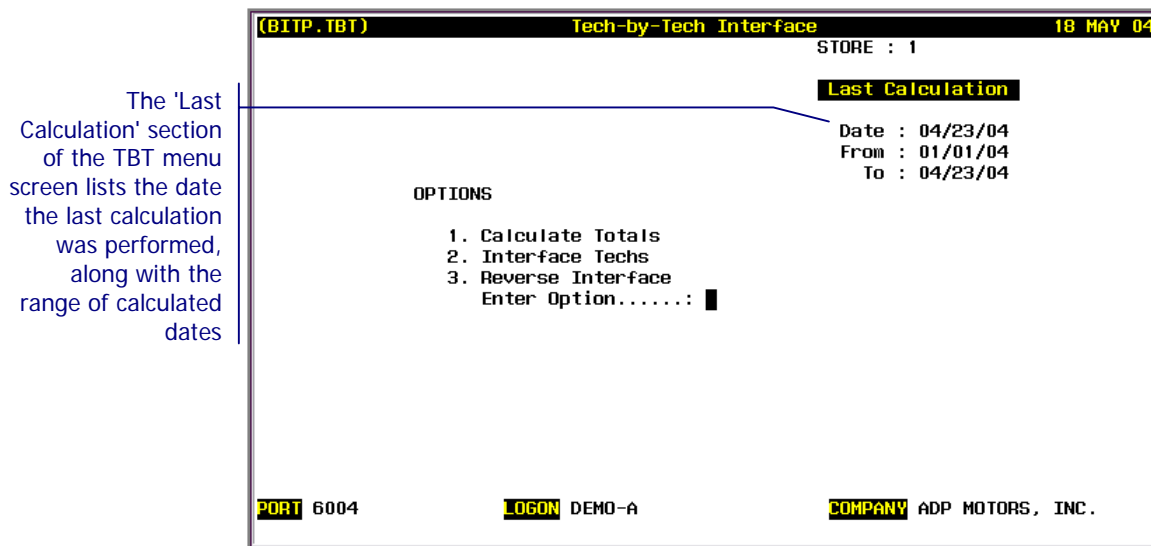 (BITP.TBT) Tech-by-Tech Interface 18 MAY 04
STORE : 1
Last Calculation
Date : 04/23/04
From : 01/01/04
To : 04/23/04
The 'Last
Calculation' section
of the TBT menu
screen lists the date
the last calculation
was performed,
along with the
range of calculated
dates
OPTIONS
1. Calculate Totals
2. Interface Techs
3. Reverse Interface
Enter Option......:
PORT 6004 LOGON DEMO-A COMPANY ADP MOTORS, INC.